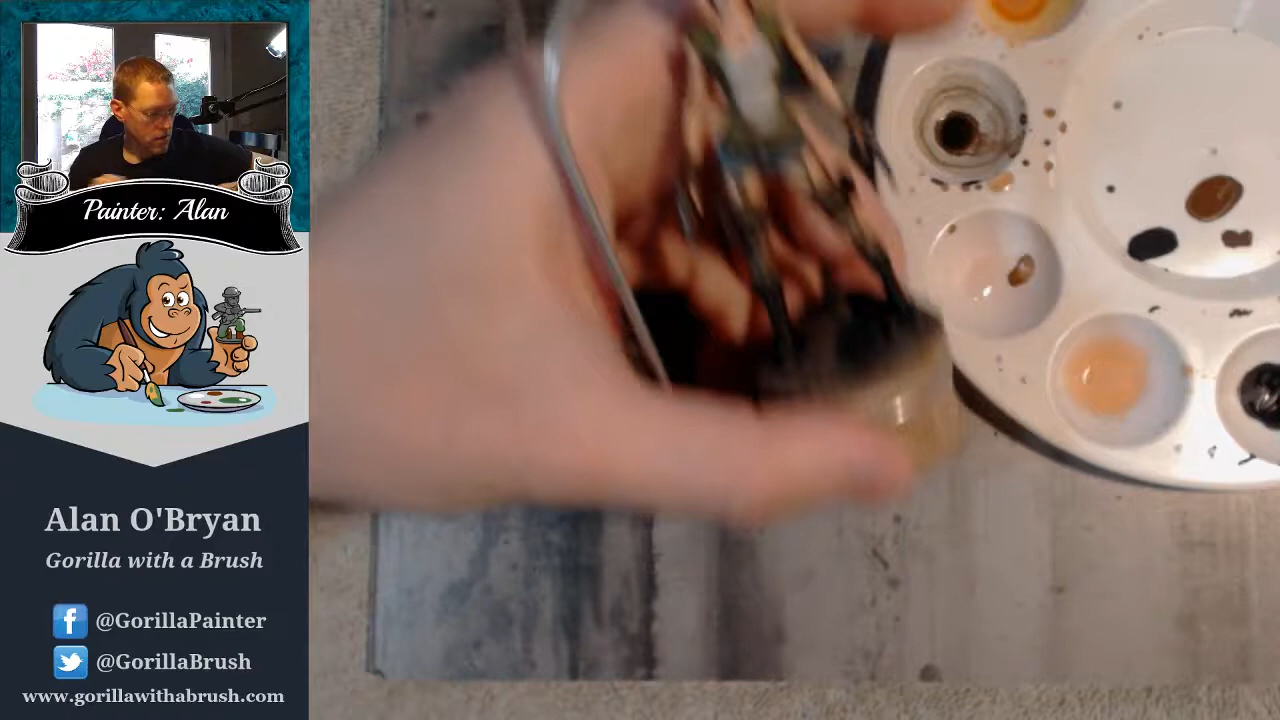 Painter: Alan
Alan O'Bryan
Gorilla with a Brush
@GorillaPainter
@GorillaBrush
www.gorillawithabrush.com